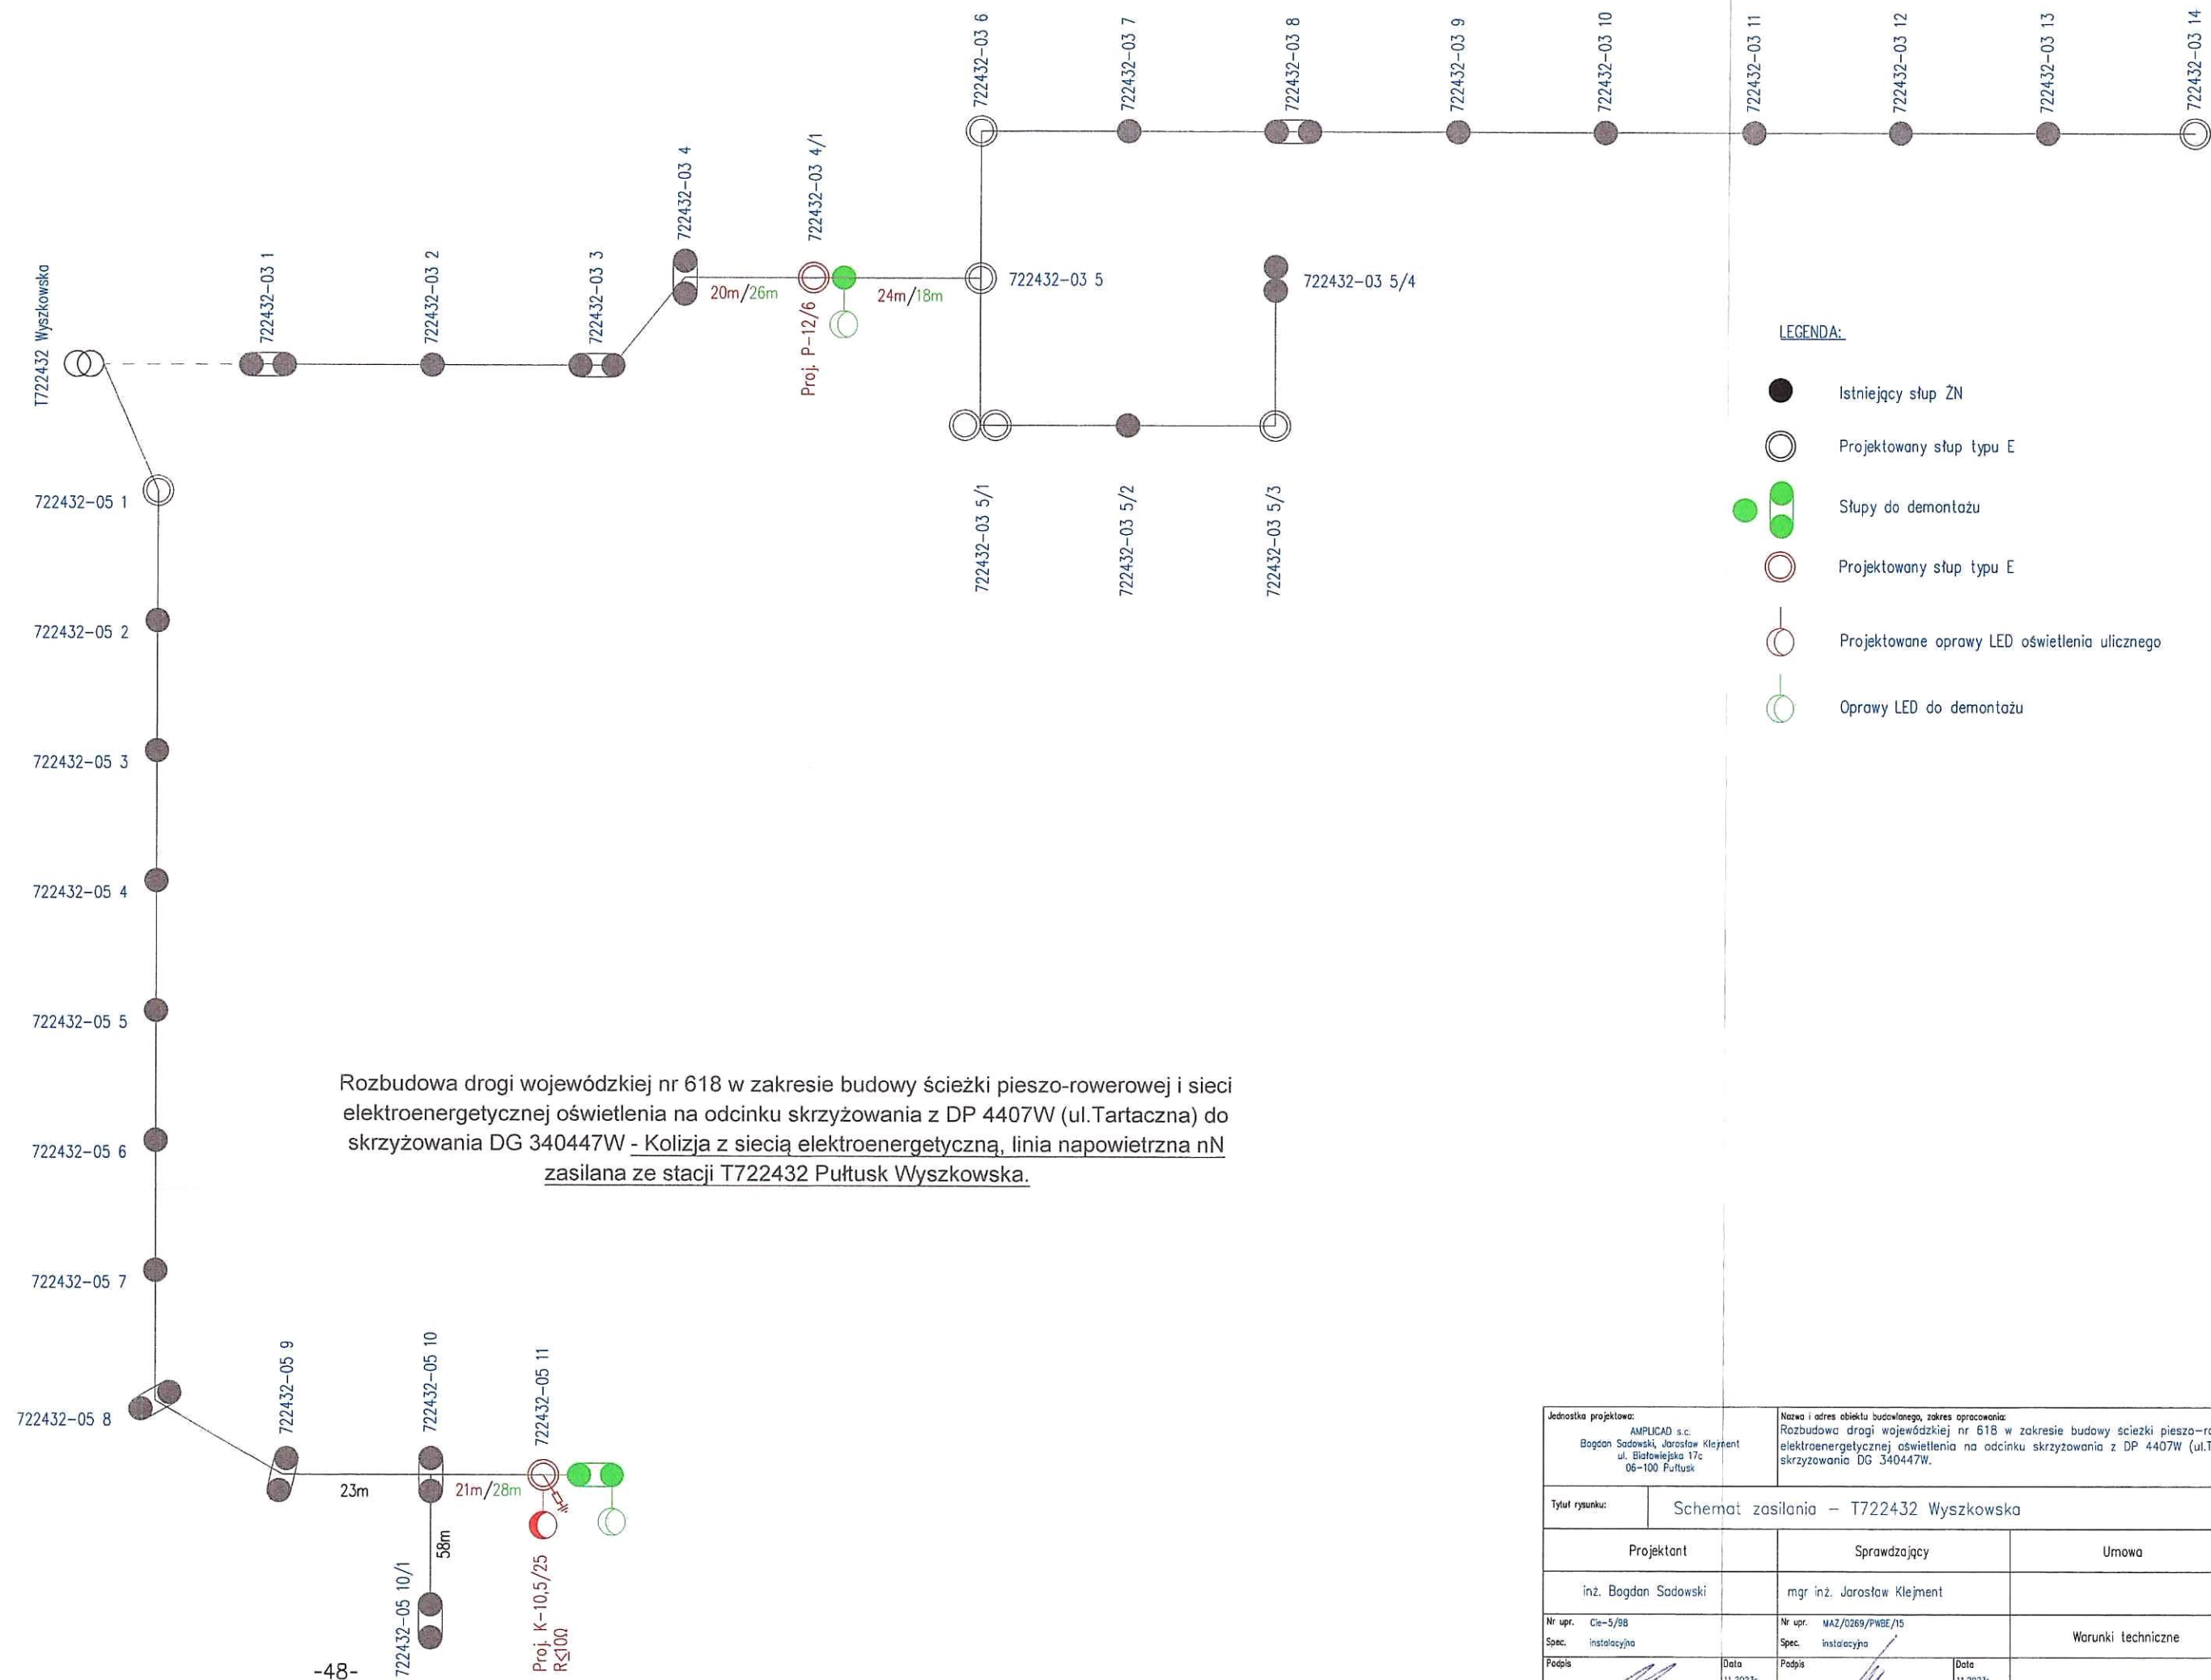 722432-03 6
722432-03 7
722432-03 8
722432-03 9
722432-03 10
722432-03 11
722432-03 12
722432-03 13
722432-03 14
T722432 Wyszkowska
722432-03 1
722432-03 2
722432-03 3
722432-03 4
722432-03 4/1
20m/26m
Proj. P-12/6
24m/18m
722432-03 5
722432-03 5/4
722432-03 5/1
722432-03 5/2
722432-03 5/3
LEGENDA:
Istniejący słup ŻN
Projektowany słup typu E
Słupy do demontażu
Projektowany słup typu E
Projektowane oprawy LED oświetlenia ulicznego
Oprawy LED do demontażu
722432-05 1
722432-05 2
722432-05 3
722432-05 4
722432-05 5
722432-05 6
722432-05 7
722432-05 8
Rozbudowa drogi wojewódzkiej nr 618 w zakresie budowy ścieżki pieszo-rowerowej i sieci
elektroenergetycznej oświetlenia na odcinku skrzyżowania z DP 4407W (ul.Tartaczna) do
skrzyżowania DG 340447W - Kolizja z siecią elektroenergetyczną, linia napowietrzna nN
zasilana ze stacji T722432 Pułtusk Wyszkowska.
722432-05 9
722432-05 10
722432-05 11
23m
21m/28m
58m
722432-05 10/1
Proj. K-10,5/25
R≤10Ω
-48-
Jednostka projektowa:
AMPLICAD s.c.
Bogdan Sadowski, Jarosław Klejment
ul. Białowiejska 17c
06-100 Pułtusk
Nazwa i adres obiektu budowlanego, zakres opracowania:
Rozbudowa drogi wojewódzkiej nr 618 w zakresie budowy ścieżki pieszo-ro
elektroenergetycznej oświetlenia na odcinku skrzyżowania z DP 4407W (ul.T
skrzyżowania DG 340447W.
Tytuł rysunku:
Schemat zasilania - T722432 Wyszkowska
Projektant
Sprawdzający
Umowa
inż. Bogdan Sadowski
mgr inż. Jarosław Klejment
Nr upr. Cie-5/98
Spec. instalacyjna
Nr upr. MAZ/0269/PWBE/15
Spec. instalacyjna
Warunki techniczne
Podpis
Data
Podpis
Data